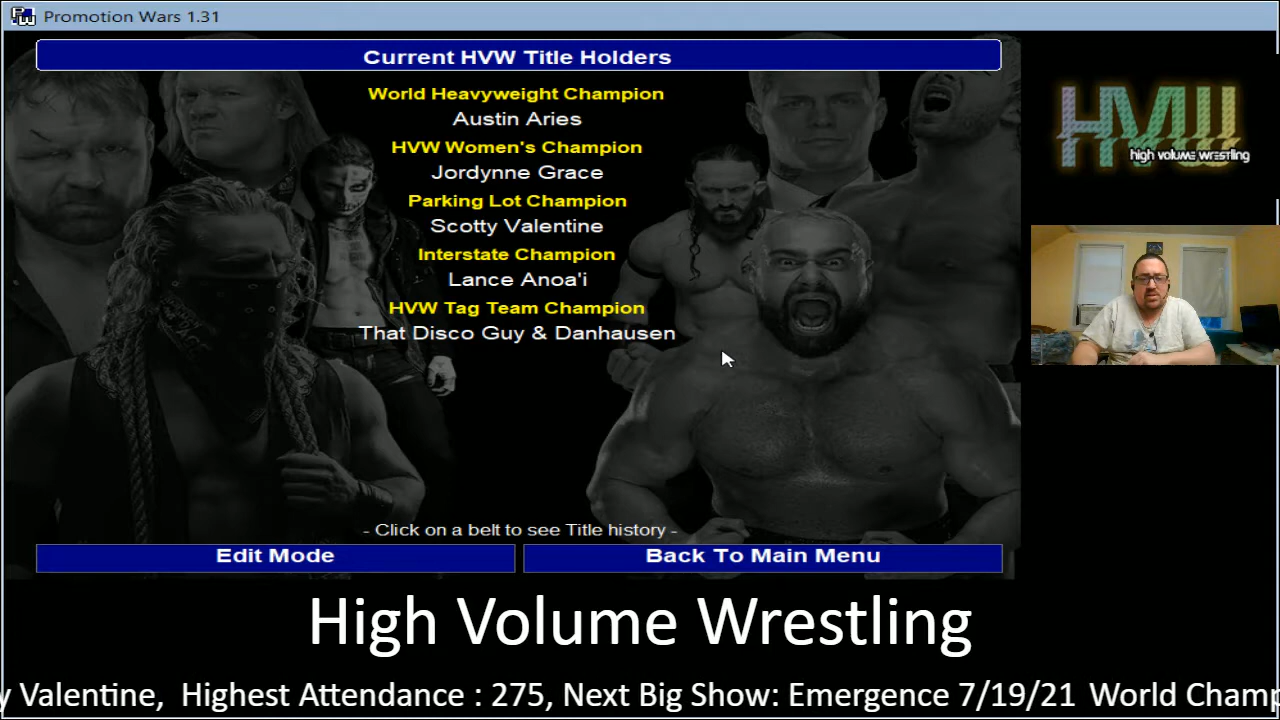 Promotion Wars 1.31
Current HVW Title Holders
World Heavyweight Champion
Austin Aries
HVW Women's Champion
Jordynne Grace
Parking Lot Champion
Scotty Valentine
Interstate Champion
Lance Anoa'i
HVW Tag Team Champion
That Disco Guy & Danhausen
- Click on a belt to see Title history -
Edit Mode
Back To Main Menu
HVW
high volume wrestling
High Volume Wrestling
y Valentine, Highest Attendance : 275, Next Big Show: Emergence 7/19/21 World Champ